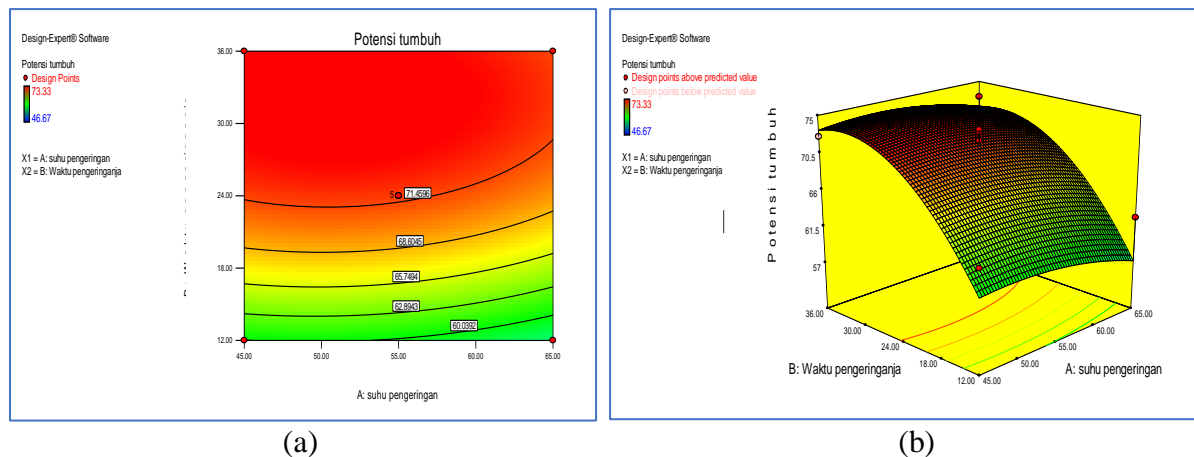 Design-Expert® Software
Potensi tumbuh
Design Points
73.33
46.67
X1 = A: suhu pengeringan
X2 = B: Waktu pengeringanja
Potensi tumbuh
36.00
30.00
24.00
18.00
12.00
45.00 50.00 55.00 60.00 65.00
5
71.4596
68.6045
65.7494
62.8943
60.0392
A: suhu pengeringan
(a)
Design-Expert® Software
Potensi tumbuh
Design points above predicted value
Design points below predicted value
73.33
46.67
X1 = A: suhu pengeringan
X2 = B: Waktu pengeringanja
Potensi tumbuh
75
70.5
66
61.5
57
36.00
30.00
24.00
18.00
12.00
45.00
50.00
55.00
60.00
65.00
B: Waktu pengeringanja
A: suhu pengeringan
(b)